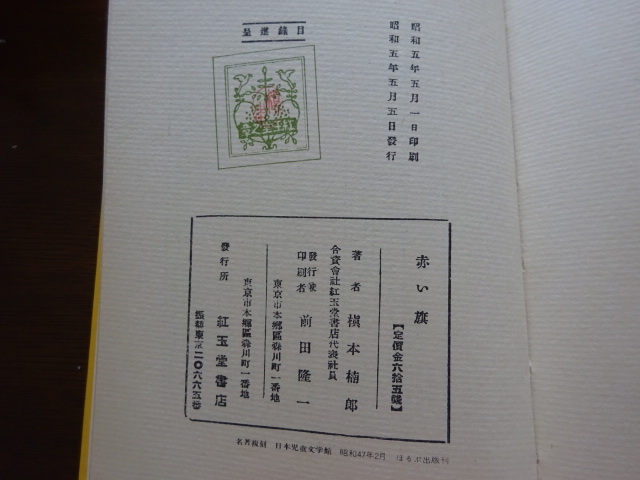 昭和五年五月一日印刷
昭和五年五月五日發行
目錄進呈
赤い旗
【定價金六拾五錢】
著者 槇本楠郎
合資會社紅玉堂書店代表社員
發行兼
印刷者 前田隆一
東京市本鄕區森川町一番地
東京市本鄕區森川町一番地
發行所 紅玉堂書店
振替東京二〇六六五番
名著複刻 日本児童文学館 昭和47年2月 ほるぷ出版刊